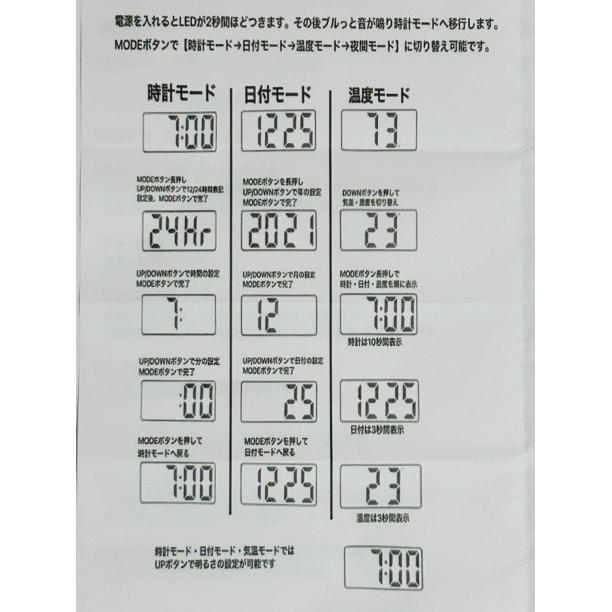 電源を入れるとLEDが2秒間ほどつきます。その後ブルっと音が鳴り時計モードへ移行します。
MODEボタンで【時計モード→日付モード→温度モード→夜間モード】に切り替え可能です。
時計モード
7:00
MODEボタン長押し
UP/DOWNボタンで12/24時間表記
設定後、MODEボタンで完了
24Hr
UP/DOWNボタンで時間の設定
MODEボタンで完了
7:
UP/DOWNボタンで分の設定
MODEボタンで完了
:00
MODEボタンを押して
時計モードへ戻る
7:00
日付モード
1225
MODEボタンを長押し
UP/DOWNボタンで年の設定
MODEボタンで完了
2021
UP/DOWNボタンで月の設定
MODEボタンで完了
12
UP/DOWNボタンで日付の設定
MODEボタンで完了
25
MODEボタンを押して
日付モードへ戻る
1225
温度モード
73
DOWNボタンを押して
気温・温度を切り替え
23
MODEボタン長押しで
時計・日付・温度を順に表示
7:00
時計は10秒間表示
1225
日付は3秒間表示
23
温度は3秒間表示
時計モード・日付モード・気温モードでは
UPボタンで明るさの設定が可能です
7:00